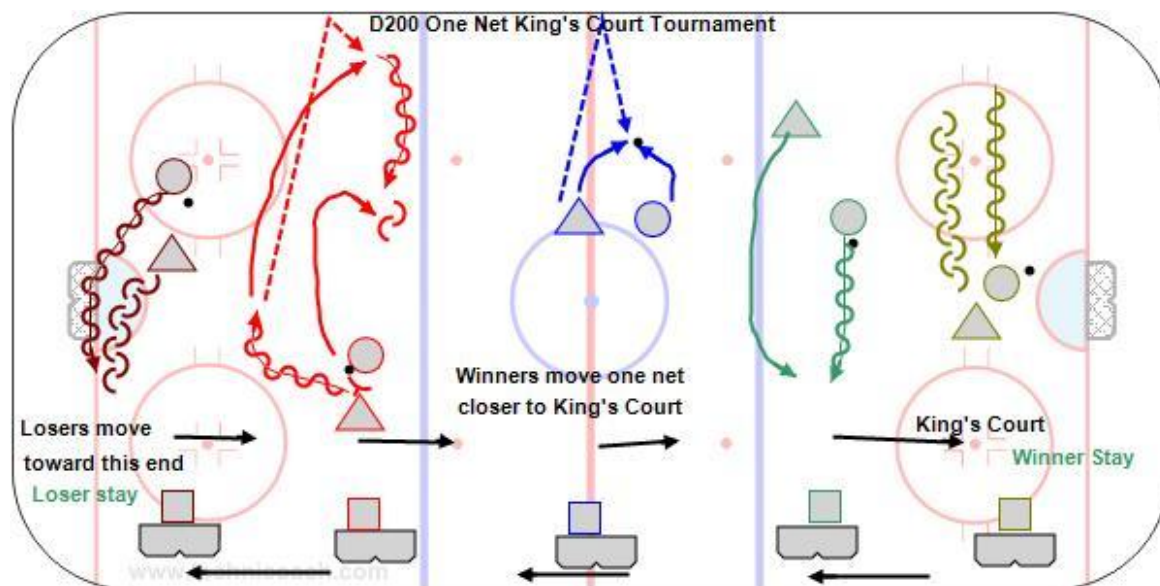 D200 One Net King's Court Tournament
Winners move one net
closer to King's Court
Losers move
toward this end
Loser stay
King's Court
Winner Stay